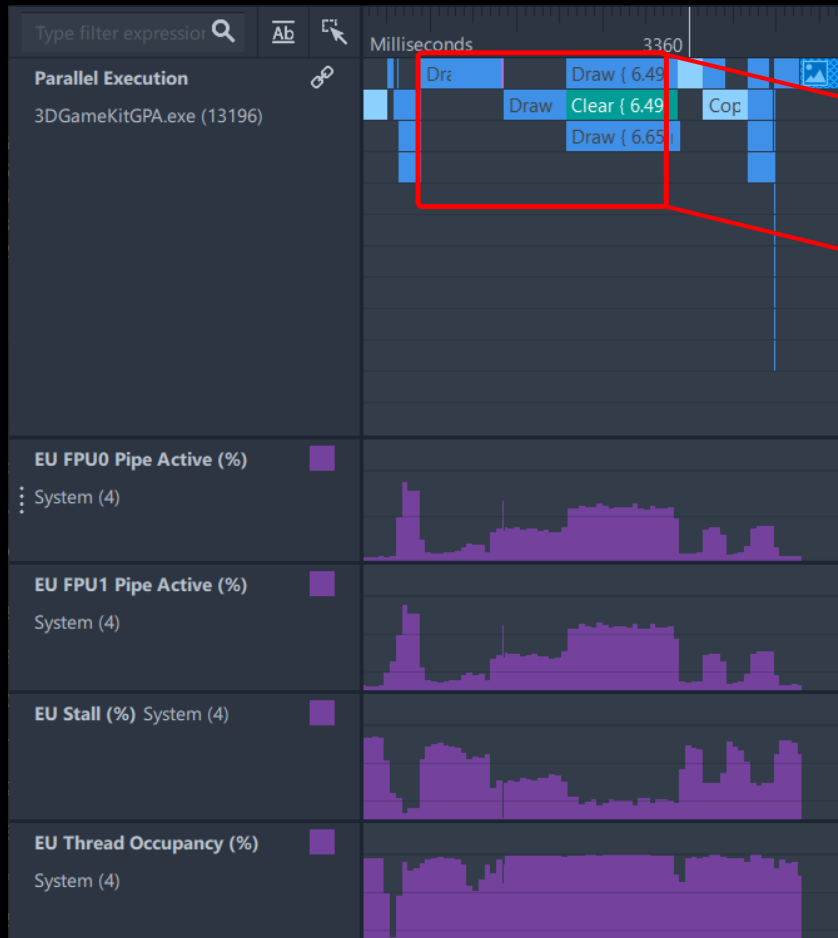 Type filter expression
Ab
Milliseconds
3360
Parallel Execution
3DGameKitGPA.exe (13196)
Dra
Draw { 6.49
Draw
Clear { 6.49
Cop
Draw { 6.65
EU FPU0 Pipe Active (%)
System (4)
EU FPU1 Pipe Active (%)
System (4)
EU Stall (%) System (4)
EU Thread Occupancy (%)
System (4)